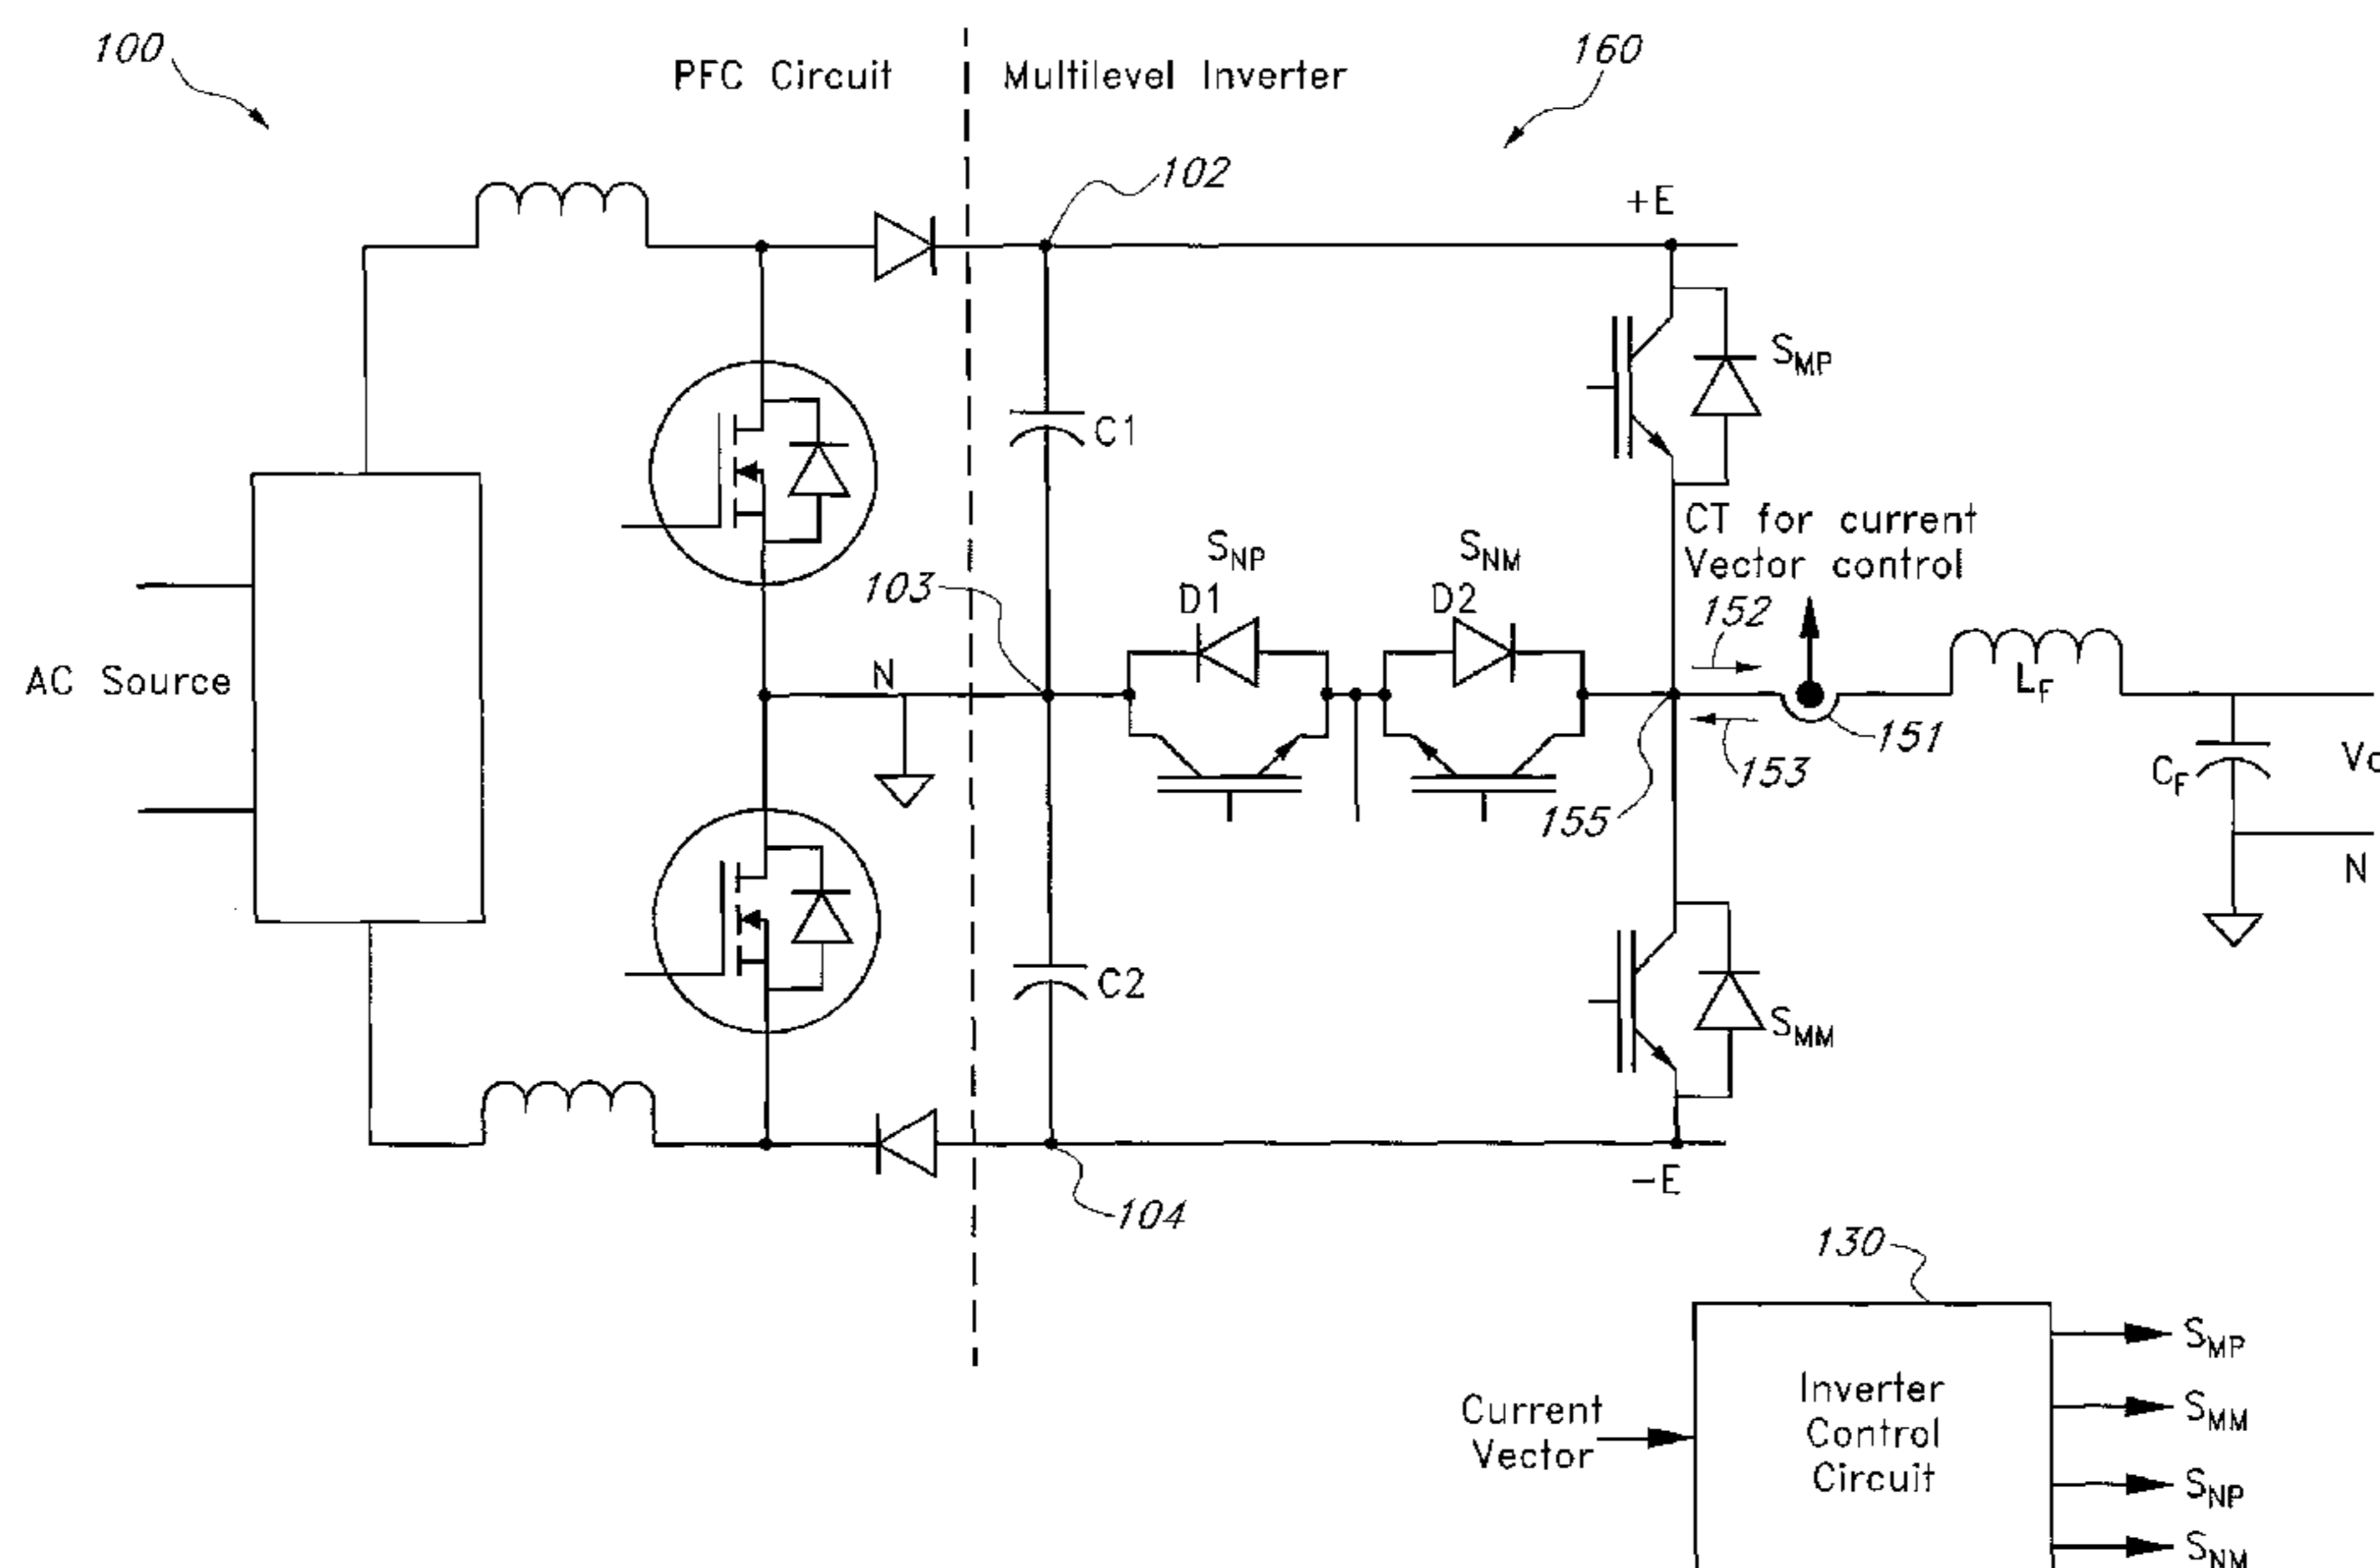 100
PFC Circuit
Multilevel Inverter
160
102
+E
SMP
C1
CT for current
Vector control
SNP
SNM
103
D1
D2
152
N
AC Source
LF
151
153
155
CF
N
C2
SMM
104
-E
130
Current
Vector
Inverter
Control
Circuit
SMP
SMM
SNP
SNM